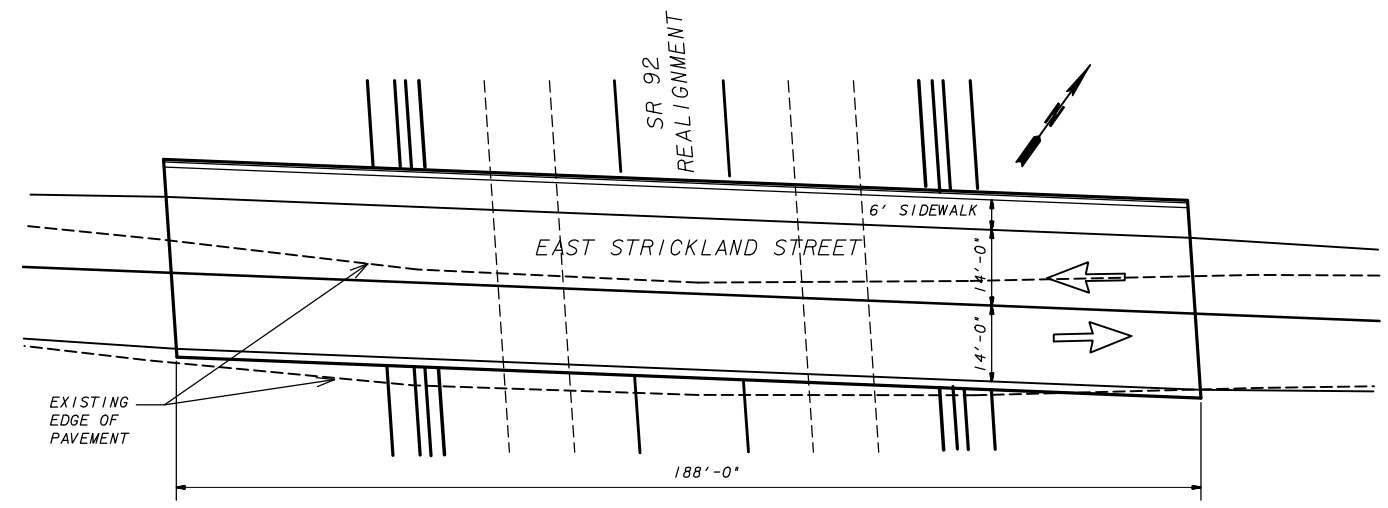 SR 92
REALIGNMENT
6' SIDEWALK
EAST STRICKLAND STREET
14'-0"
14'-0"
EXISTING
EDGE OF
PAVEMENT
188'-0"